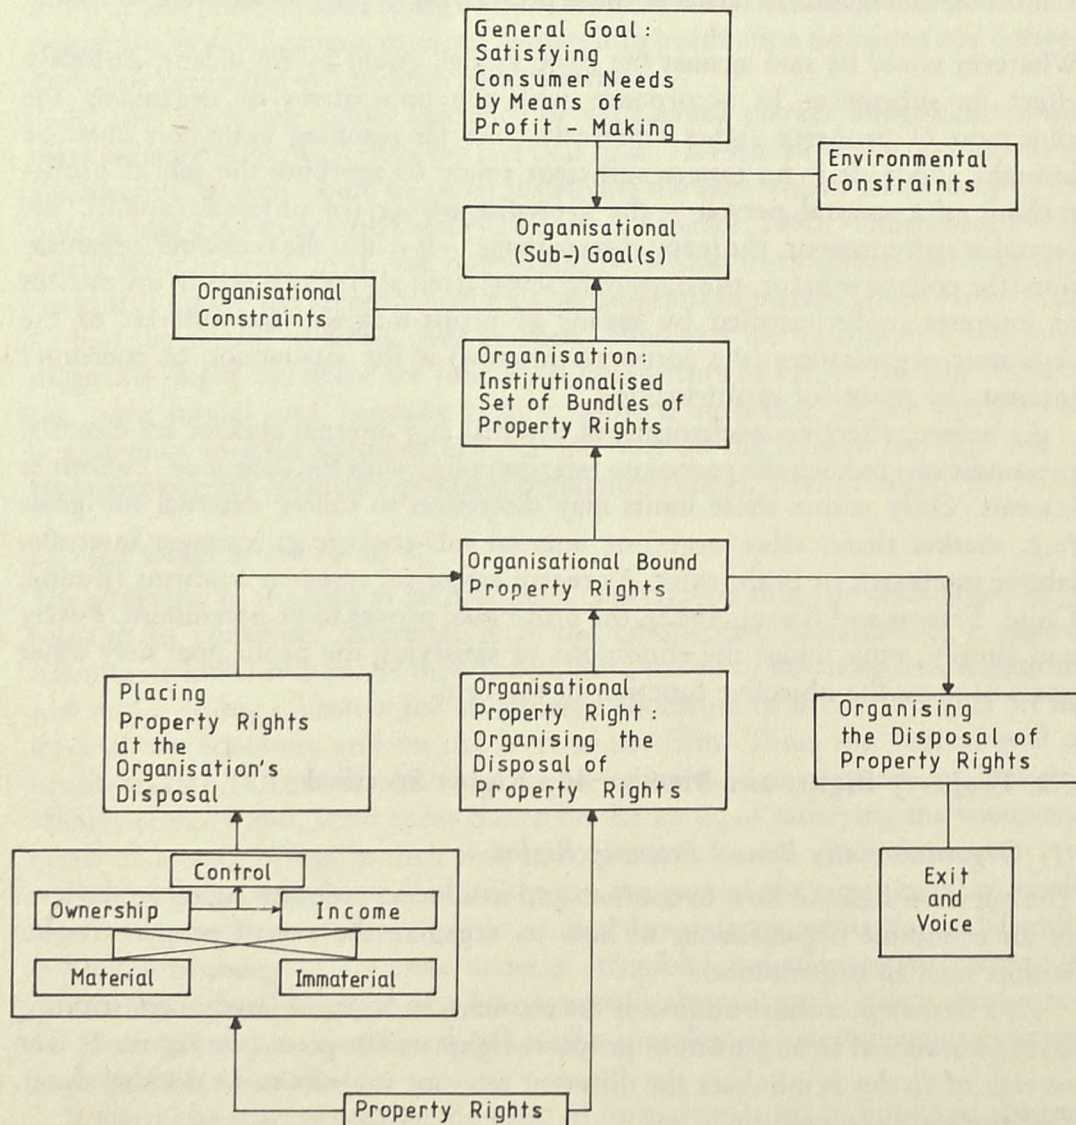 General Goal:
Satisfying
Consumer Needs
by Means of
Profit - Making
Environmental
Constraints
Organisational
(Sub-) Goal(s)
Organisational
Constraints
Organisation:
Institutionalised
Set of Bundles of
Property Rights
Organisational Bound
Property Rights
Placing
Property Rights
at the
Organisation's
Disposal
Organisational
Property Right:
Organising the
Disposal of
Property Rights
Organising
the Disposal of
Property Rights
Control
Ownership
Income
Material
Immaterial
Exit
and
Voice
Property Rights